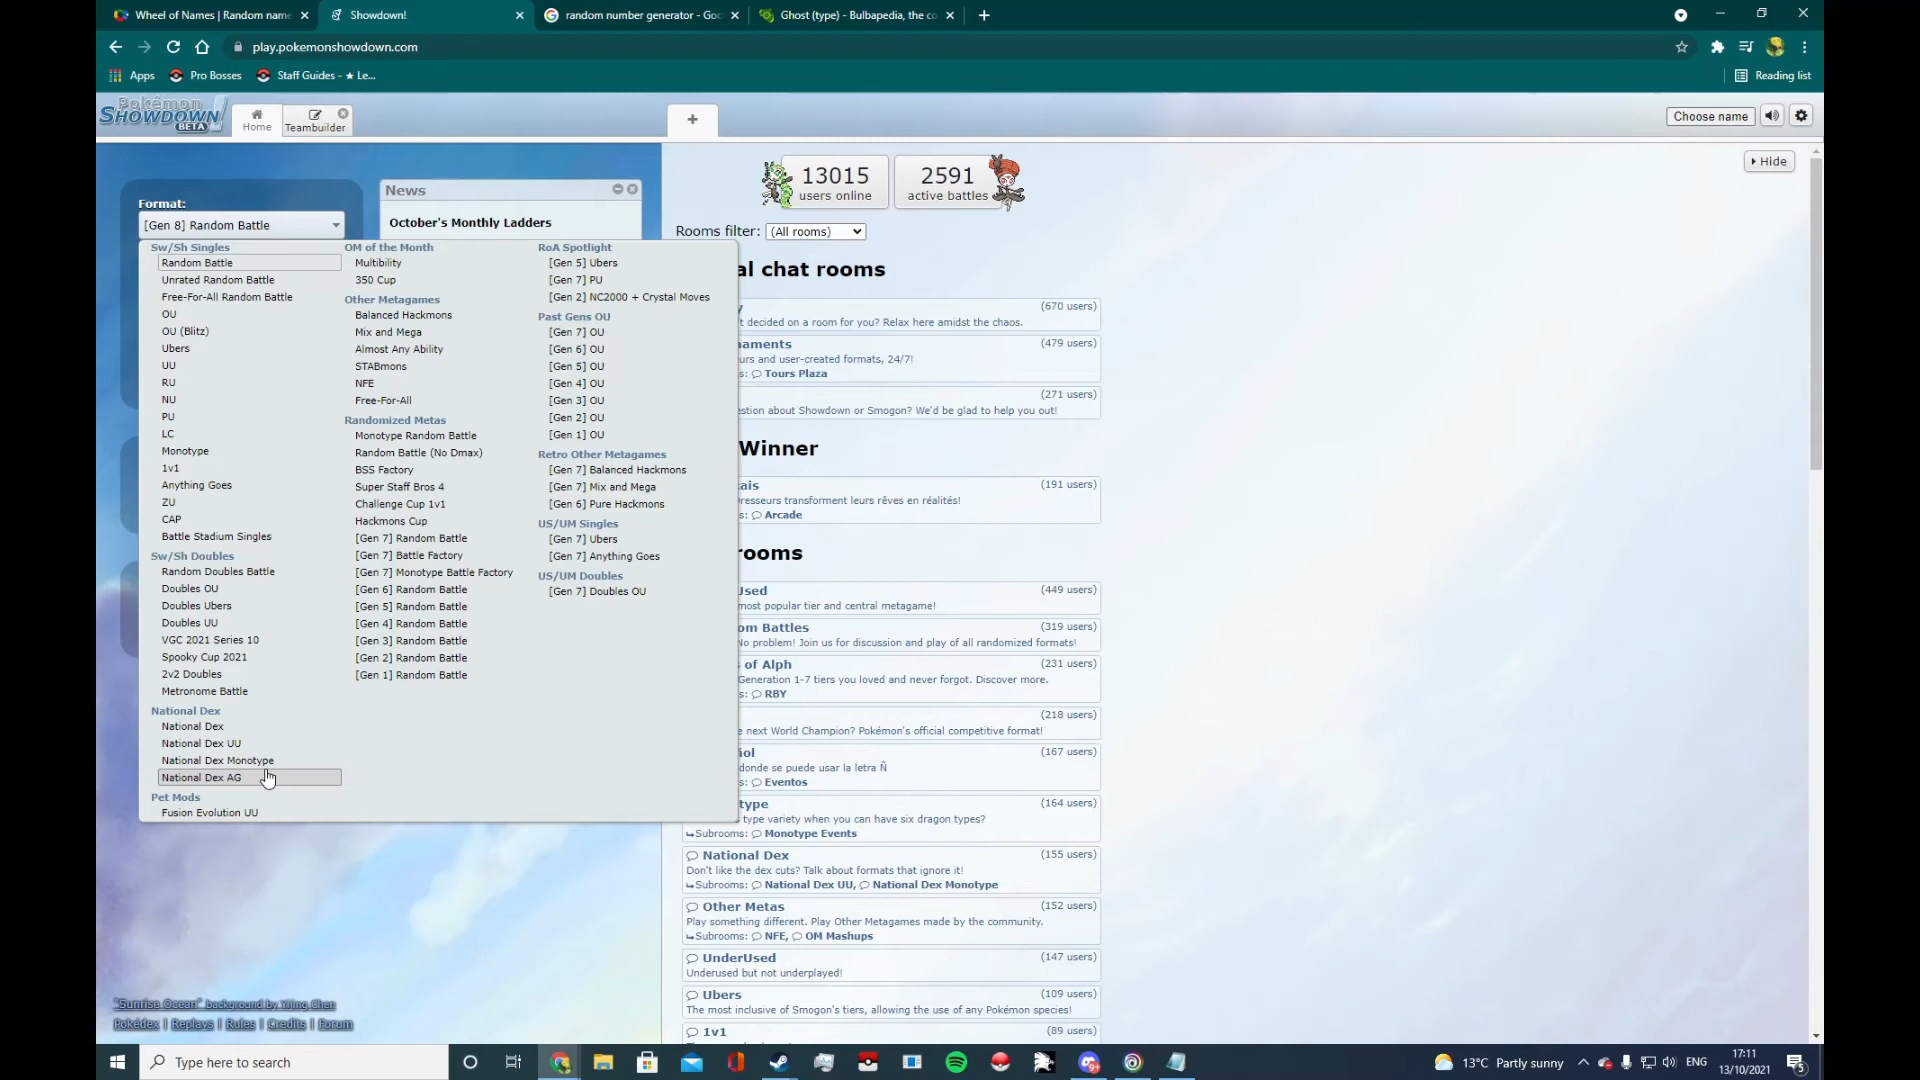 Wheel of Names | Random name
Showdown!
random number generator - Goo
Ghost (type) - Bulbapedia, the co
play.pokemonshowdown.com
Apps
Pro Bosses
Staff Guides - ★ Le...
Reading list
Pokémon
SHOWDOWN!
BETA
Home
Teambuilder
Choose name
Format:
[Gen 8] Random Battle
Sw/Sh Singles
Random Battle
Unrated Random Battle
Free-For-All Random Battle
OU
OU (Blitz)
Ubers
UU
RU
NU
PU
LC
Monotype
1v1
Anything Goes
ZU
CAP
Battle Stadium Singles
Sw/Sh Doubles
Random Doubles Battle
Doubles OU
Doubles Ubers
Doubles UU
VGC 2021 Series 10
Spooky Cup 2021
2v2 Doubles
Metronome Battle
National Dex
National Dex
National Dex UU
National Dex Monotype
National Dex AG
Pet Mods
Fusion Evolution UU
OM of the Month
Multibility
350 Cup
Other Metagames
Balanced Hackmons
Mix and Mega
Almost Any Ability
STABmons
NFE
Free-For-All
Randomized Metas
Monotype Random Battle
Random Battle (No Dmax)
BSS Factory
Super Staff Bros 4
Challenge Cup 1v1
Hackmons Cup
[Gen 7] Random Battle
[Gen 7] Battle Factory
[Gen 7] Monotype Battle Factory
[Gen 6] Random Battle
[Gen 5] Random Battle
[Gen 4] Random Battle
[Gen 3] Random Battle
[Gen 2] Random Battle
[Gen 1] Random Battle
RoA Spotlight
[Gen 5] Ubers
[Gen 7] PU
[Gen 2] NC2000 + Crystal Moves
Past Gens OU
[Gen 7] OU
[Gen 6] OU
[Gen 5] OU
[Gen 4] OU
[Gen 3] OU
[Gen 2] OU
[Gen 1] OU
Retro Other Metagames
[Gen 7] Balanced Hackmons
[Gen 7] Mix and Mega
[Gen 6] Pure Hackmons
US/UM Singles
[Gen 7] Ubers
[Gen 7] Anything Goes
US/UM Doubles
[Gen 7] Doubles OU
News
October's Monthly Ladders
"Sunrise Ocean" background by Yijing Chen
Pokédex | Replays | Rules | Credits | Forum
13015
users online
2591
active battles
Hide
Rooms filter: (All rooms)
al chat rooms
y (670 users)
't decided on a room for you? Relax here amidst the chaos.
naments (479 users)
urs and user-created formats, 24/7!
s: Tours Plaza
(271 users)
estion about Showdown or Smogon? We'd be glad to help you out!
Winner
ais (191 users)
resseurs transforment leurs rêves en réalités!
s: Arcade
rooms
Used (449 users)
most popular tier and central metagame!
om Battles (319 users)
No problem! Join us for discussion and play of all randomized formats!
s of Alph (231 users)
Generation 1-7 tiers you loved and never forgot. Discover more.
s: RBY
(218 users)
e next World Champion? Pokémon's official competitive format!
ñol (167 users)
donde se puede usar la letra Ñ
s: Eventos
type (164 users)
s type variety when you can have six dragon types?
Subrooms: Monotype Events
National Dex (155 users)
Don't like the dex cuts? Talk about formats that ignore it!
Subrooms: National Dex UU, National Dex Monotype
Other Metas (152 users)
Play something different. Play Other Metagames made by the community.
Subrooms: NFE, OM Mashups
UnderUsed (147 users)
Underused but not underplayed!
Ubers (109 users)
The most inclusive of Smogon's tiers, allowing the use of any Pokémon species!
1v1 (89 users)
Type here to search
13°C Partly sunny
ENG
17:11
13/10/2021
5